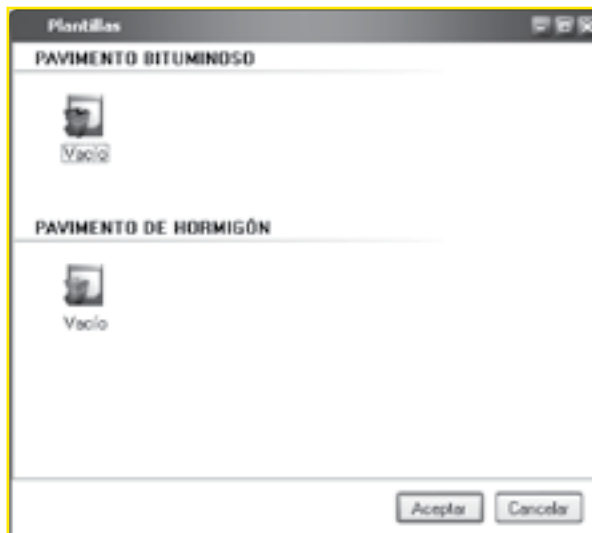 Plantillas
PAVIMENTO BITUMINOSO
Vacío
PAVIMENTO DE HORMIGÓN
Vacío
Aceptar Cancelar